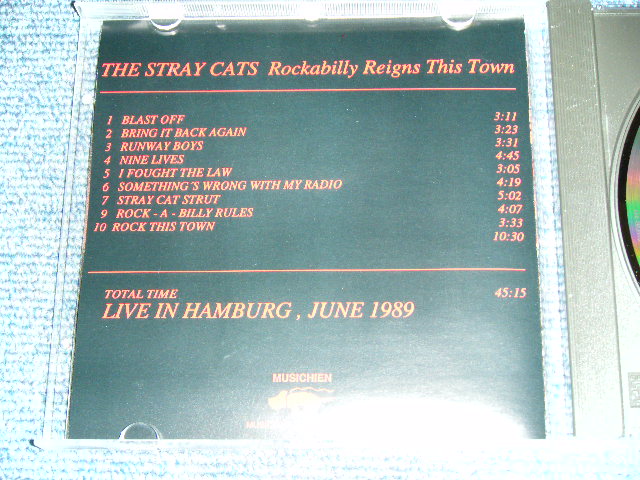 THE STRAY CATS Rockabilly Reigns This Town
1 BLAST OFF 3:11
2 BRING IT BACK AGAIN 3:23
3 RUNWAY BOYS 3:31
4 NINE LIVES 4:45
5 I FOUGHT THE LAW 3:05
6 SOMETHING'S WRONG WITH MY RADIO 4:19
7 STRAY CAT STRUT 5:02
9 ROCK - A - BILLY RULES 4:07
10 ROCK THIS TOWN 3:33
10:30
TOTAL TIME 45:15
LIVE IN HAMBURG , JUNE 1989
MUSICHIEN